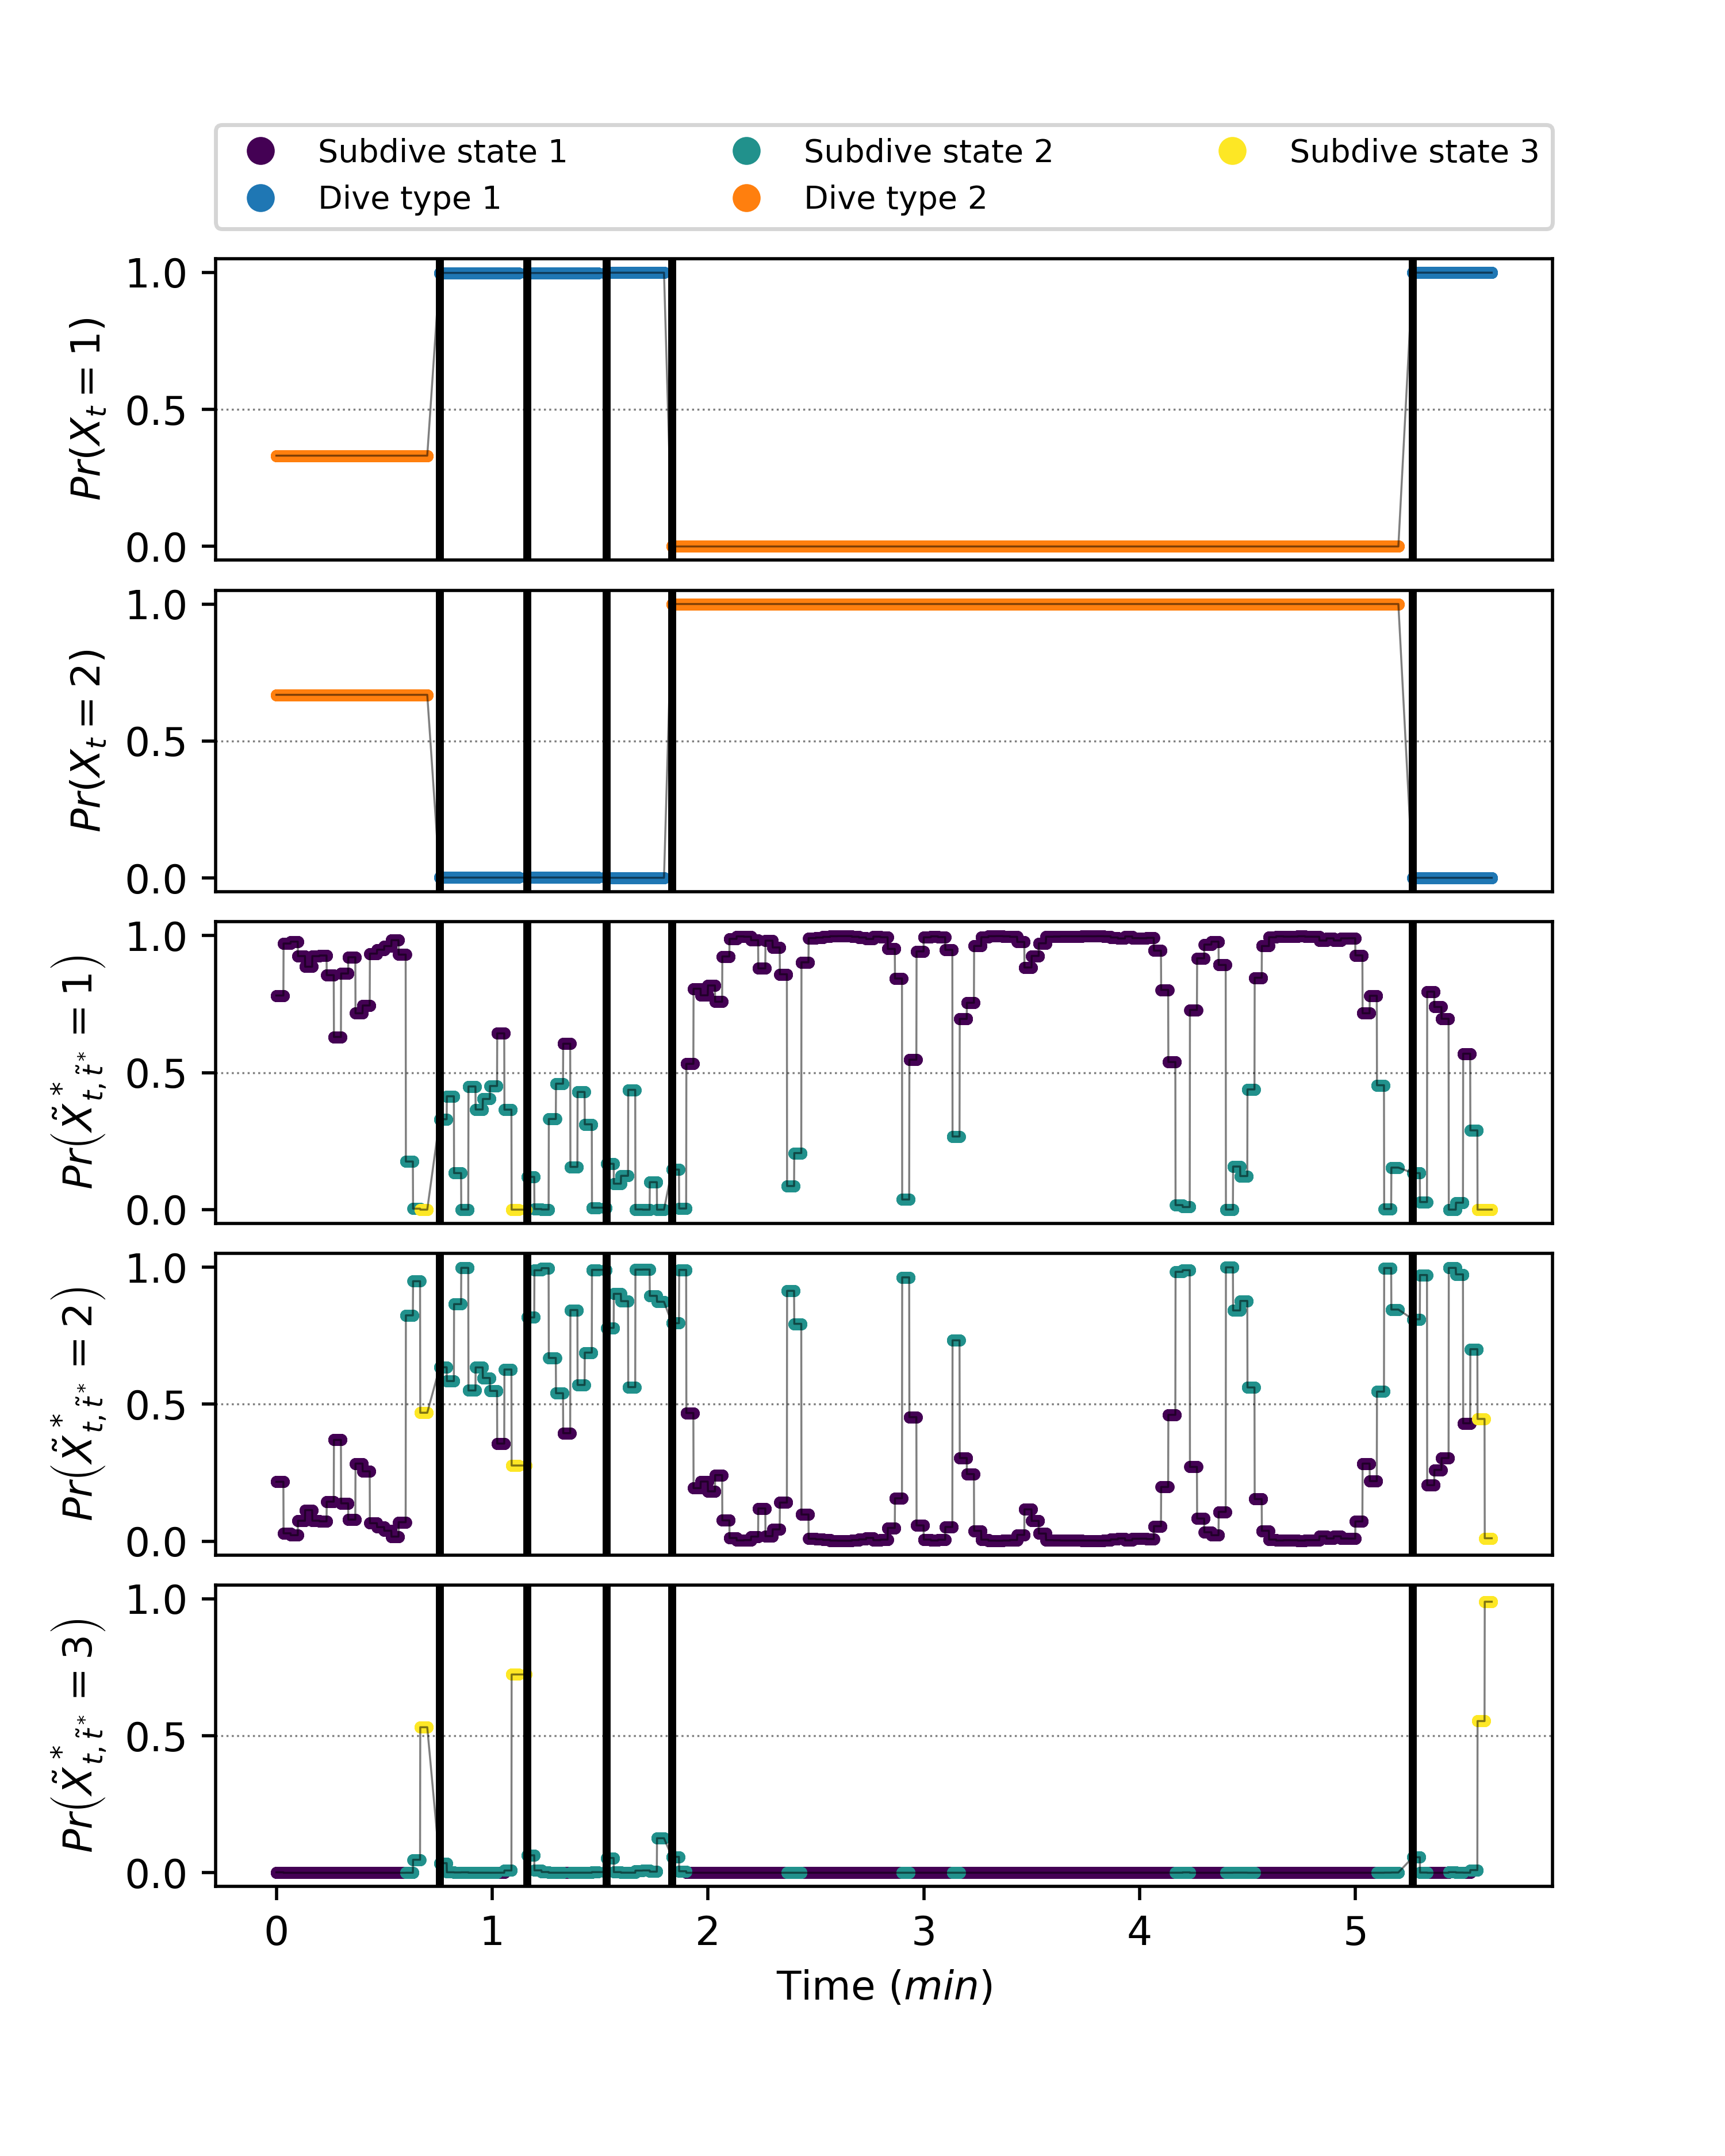 Subdive state 1 Subdive state 2 Subdive state 3
Dive type 1 Dive type 2
Pr(X_t = 1)
1.0
0.5
0.0
Pr(X_t = 2)
1.0
0.5
0.0
Pr(X̃*_{t, t̃*} = 1)
1.0
0.5
0.0
Pr(X̃*_{t, t̃*} = 2)
1.0
0.5
0.0
Pr(X̃*_{t, t̃*} = 3)
1.0
0.5
0.0
0 1 2 3 4 5
Time (min)